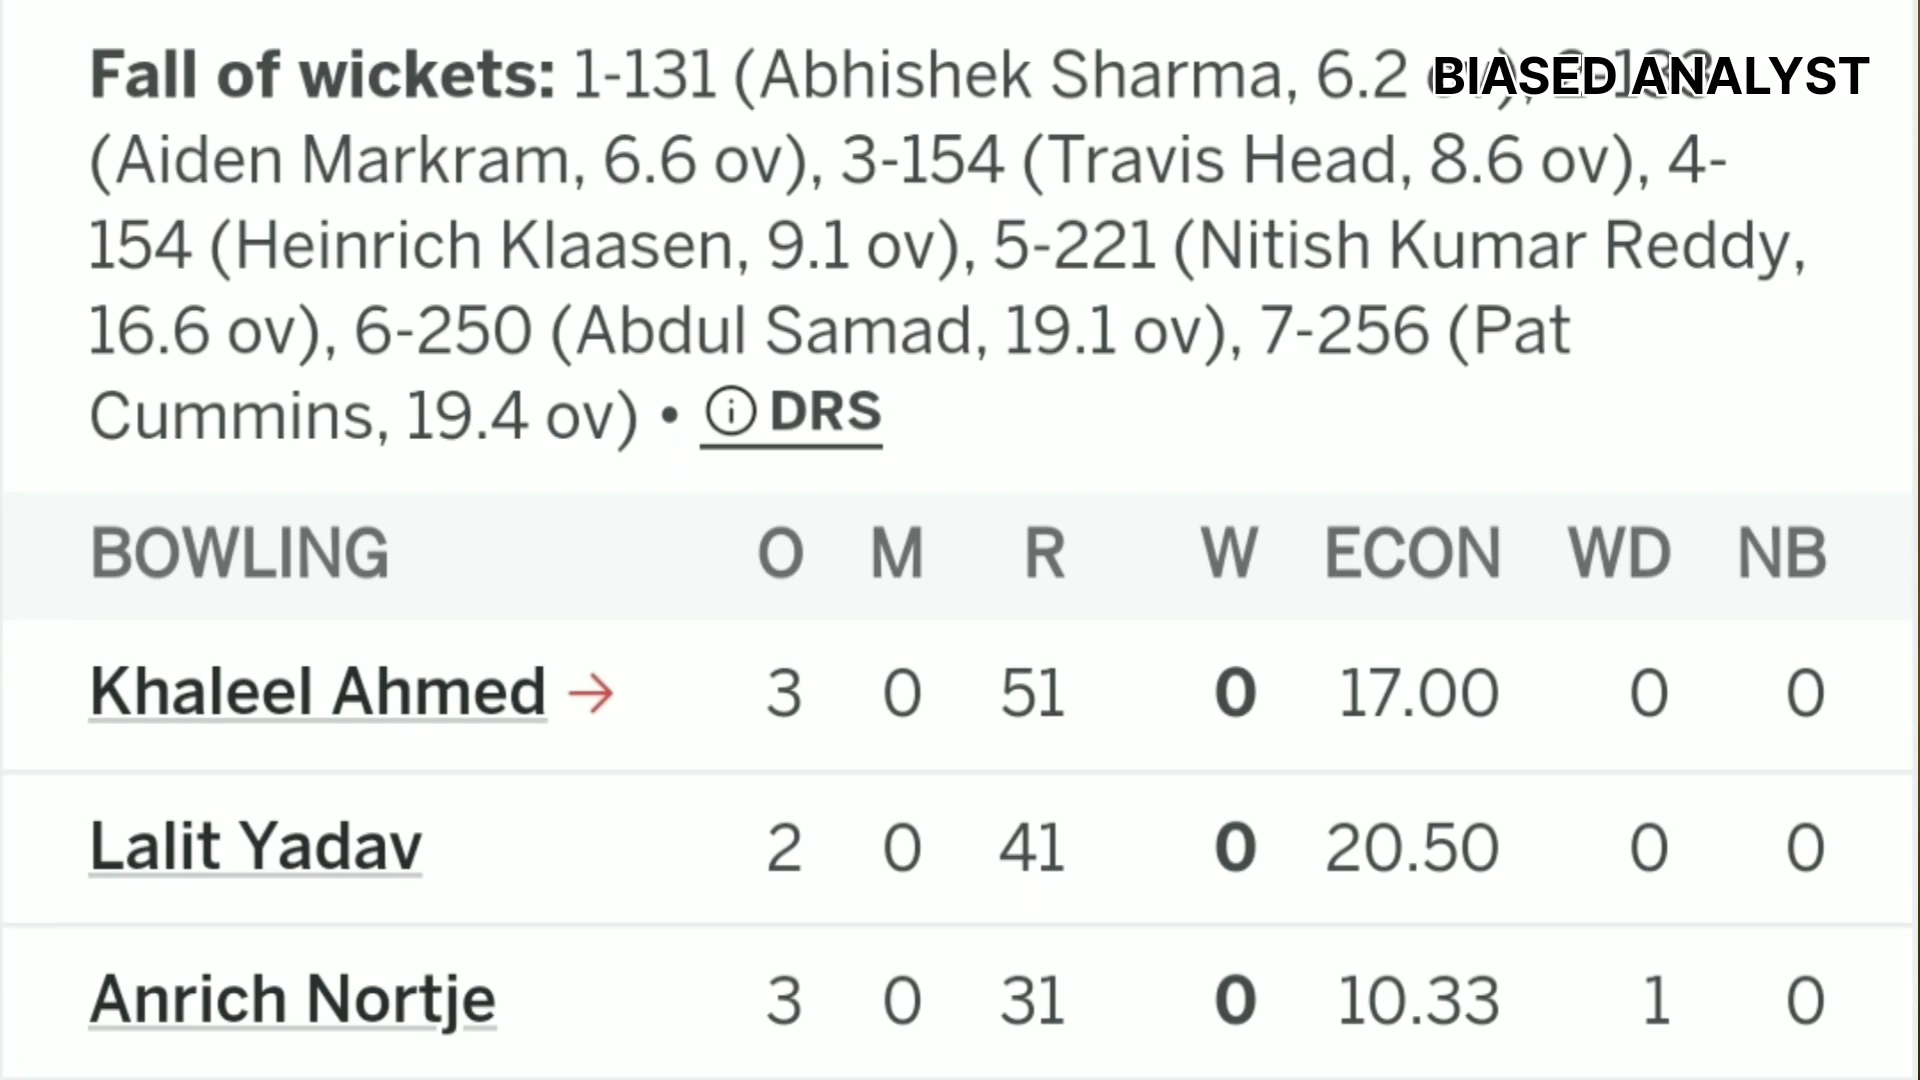 Fall of wickets: 1-131 (Abhishek Sharma, 6.2
BIASED ANALYST
(Aiden Markram, 6.6 ov), 3-154 (Travis Head, 8.6 ov), 4-
154 (Heinrich Klaasen, 9.1 ov), 5-221 (Nitish Kumar Reddy,
16.6 ov), 6-250 (Abdul Samad, 19.1 ov), 7-256 (Pat
Cummins, 19.4 ov) • DRS
BOWLING O M R W ECON WD NB
Khaleel Ahmed → 3 0 51 0 17.00 0 0
Lalit Yadav 2 0 41 0 20.50 0 0
Anrich Nortje 3 0 31 0 10.33 1 0